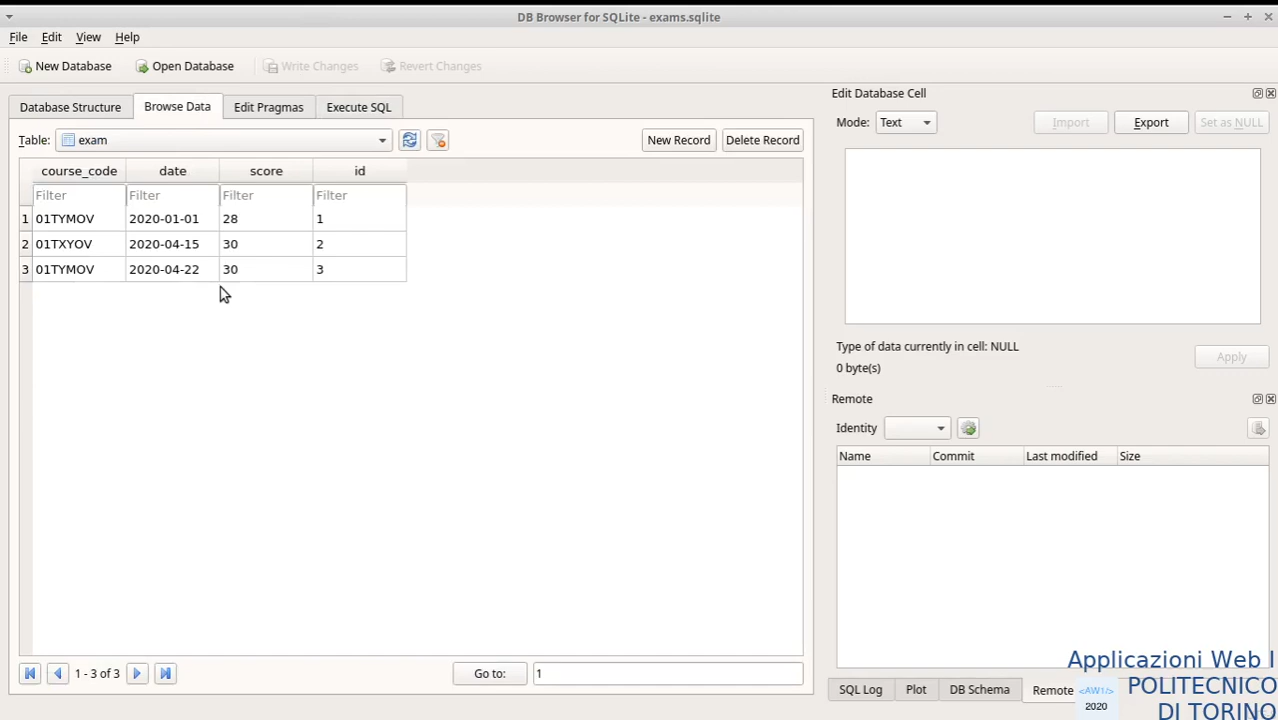 DB Browser for SQLite - exams.sqlite
File Edit View Help
New Database Open Database Write Changes Revert Changes
Database Structure Browse Data Edit Pragmas Execute SQL
Table: exam New Record Delete Record
course_code date score id
Filter Filter Filter Filter
1 01TYMOV 2020-01-01 28 1
2 01TXYOV 2020-04-15 30 2
3 01TYMOV 2020-04-22 30 3
1 - 3 of 3 Go to: 1
Edit Database Cell
Mode: Text Import Export Set as NULL
Type of data currently in cell: NULL
0 byte(s) Apply
Remote
Identity
Name Commit Last modified Size
SQL Log Plot DB Schema Remote
Applicazioni Web I
POLITECNICO
DI TORINO
<AW1/>
2020